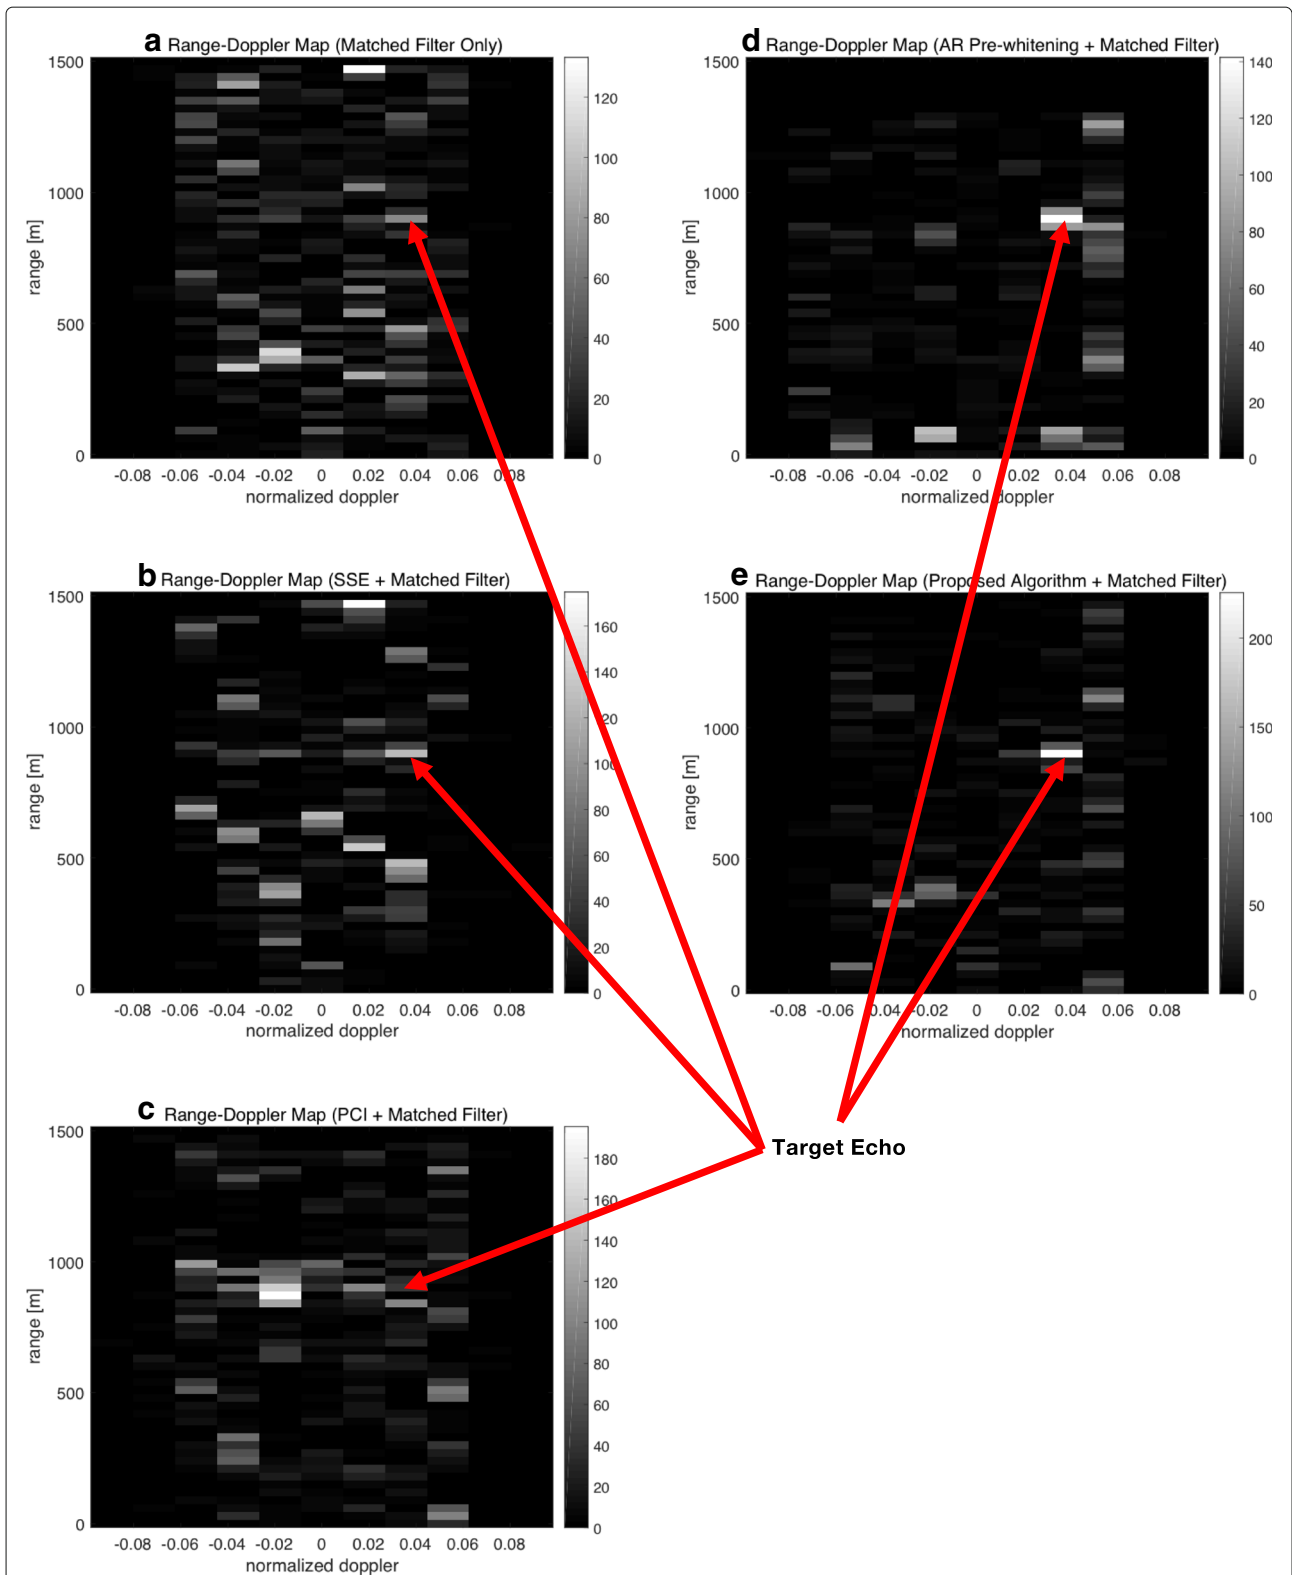 a Range-Doppler Map (Matched Filter Only)
1500
1000
500
0
range [m]
-0.08 -0.06 -0.04 -0.02 0 0.02 0.04 0.06 0.08
normalized doppler
120
100
80
60
40
20
0
d Range-Doppler Map (AR Pre-whitening + Matched Filter)
1500
1000
500
0
range [m]
-0.08 -0.06 -0.04 -0.02 0 0.02 0.04 0.06 0.08
normalized doppler
140
120
100
80
60
40
20
0
b Range-Doppler Map (SSE + Matched Filter)
1500
1000
500
0
range [m]
-0.08 -0.06 -0.04 -0.02 0 0.02 0.04 0.06 0.08
normalized doppler
160
140
120
100
80
60
40
20
0
e Range-Doppler Map (Proposed Algorithm + Matched Filter)
1500
1000
500
0
range [m]
-0.08 -0.06 -0.04 -0.02 0 0.02 0.04 0.06 0.08
normalized doppler
200
150
100
50
0
c Range-Doppler Map (PCI + Matched Filter)
1500
1000
500
0
range [m]
-0.08 -0.06 -0.04 -0.02 0 0.02 0.04 0.06 0.08
normalized doppler
180
160
140
120
100
80
60
40
20
0
Target Echo